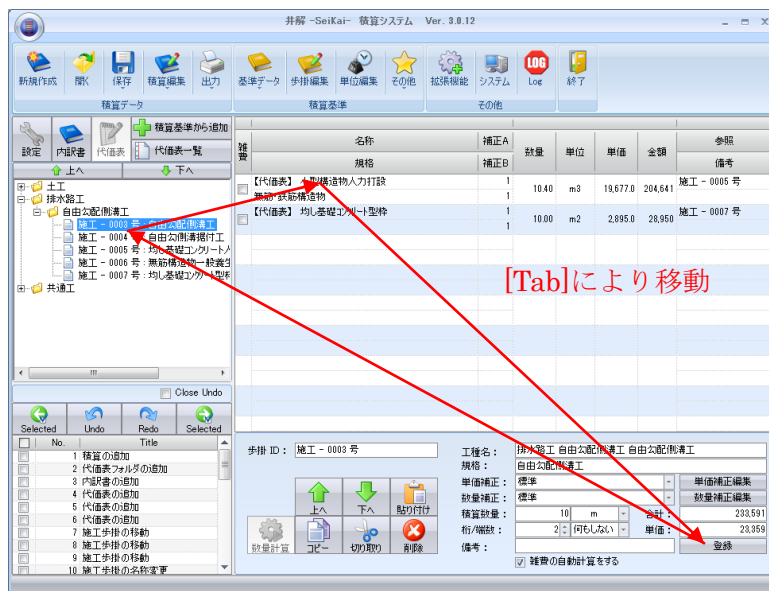 井解 -SeiKai- 積算システム Ver. 3.0.12
新規作成 開く 保存 積算編集 出力 基準データ 歩掛編集 単位編集 その他 拡張機能 システム Log 終了
LOG
積算データ 積算基準 その他
設定 内訳書 代価表
積算基準から追加
代価表一覧
上へ 下へ
土工
排水路工
自由勾配側溝工
施工 - 0003 号 : 自由勾配側溝工
施工 - 0004 号 : 自由勾配側溝据付工
施工 - 0005 号 : 均し基礎コンクリート人
施工 - 0006 号 : 無筋構造物一般養生
施工 - 0007 号 : 均し基礎コンクリート型枠
共通工
雑費 名称 補正A 数量 単位 単価 金額 参照
規格 補正B 備考
【代価表】 小型構造物人力打設 1 10.40 m3 19,677.0 204,641 施工 - 0005 号
無筋・鉄筋構造物 1
【代価表】 均し基礎コンクリート型枠 1 10.00 m2 2,895.0 28,950 施工 - 0007 号
1
[Tab]により移動
Close Undo
Selected Undo Redo Selected
No. Title
1 積算の追加
2 代価表フォルダの追加
3 内訳書の追加
4 代価表の追加
5 代価表の追加
6 代価表の追加
7 施工歩掛の移動
8 施工歩掛の移動
9 施工歩掛の移動
10 施工歩掛の名称変更
歩掛 ID : 施工 - 0003 号
上へ 下へ 貼り付け
数量計算 コピー 切り取り 削除
工種名 : 排水路工 自由勾配側溝工 自由勾配側溝工
規格 : 自由勾配側溝工
単価補正 : 標準 単価補正編集
数量補正 : 標準 数量補正編集
積算数量 : 10 m 合計 : 233,591
桁/端数 : 2 何もしない 単価 : 23,359
備考 : 登録
雑費の自動計算をする